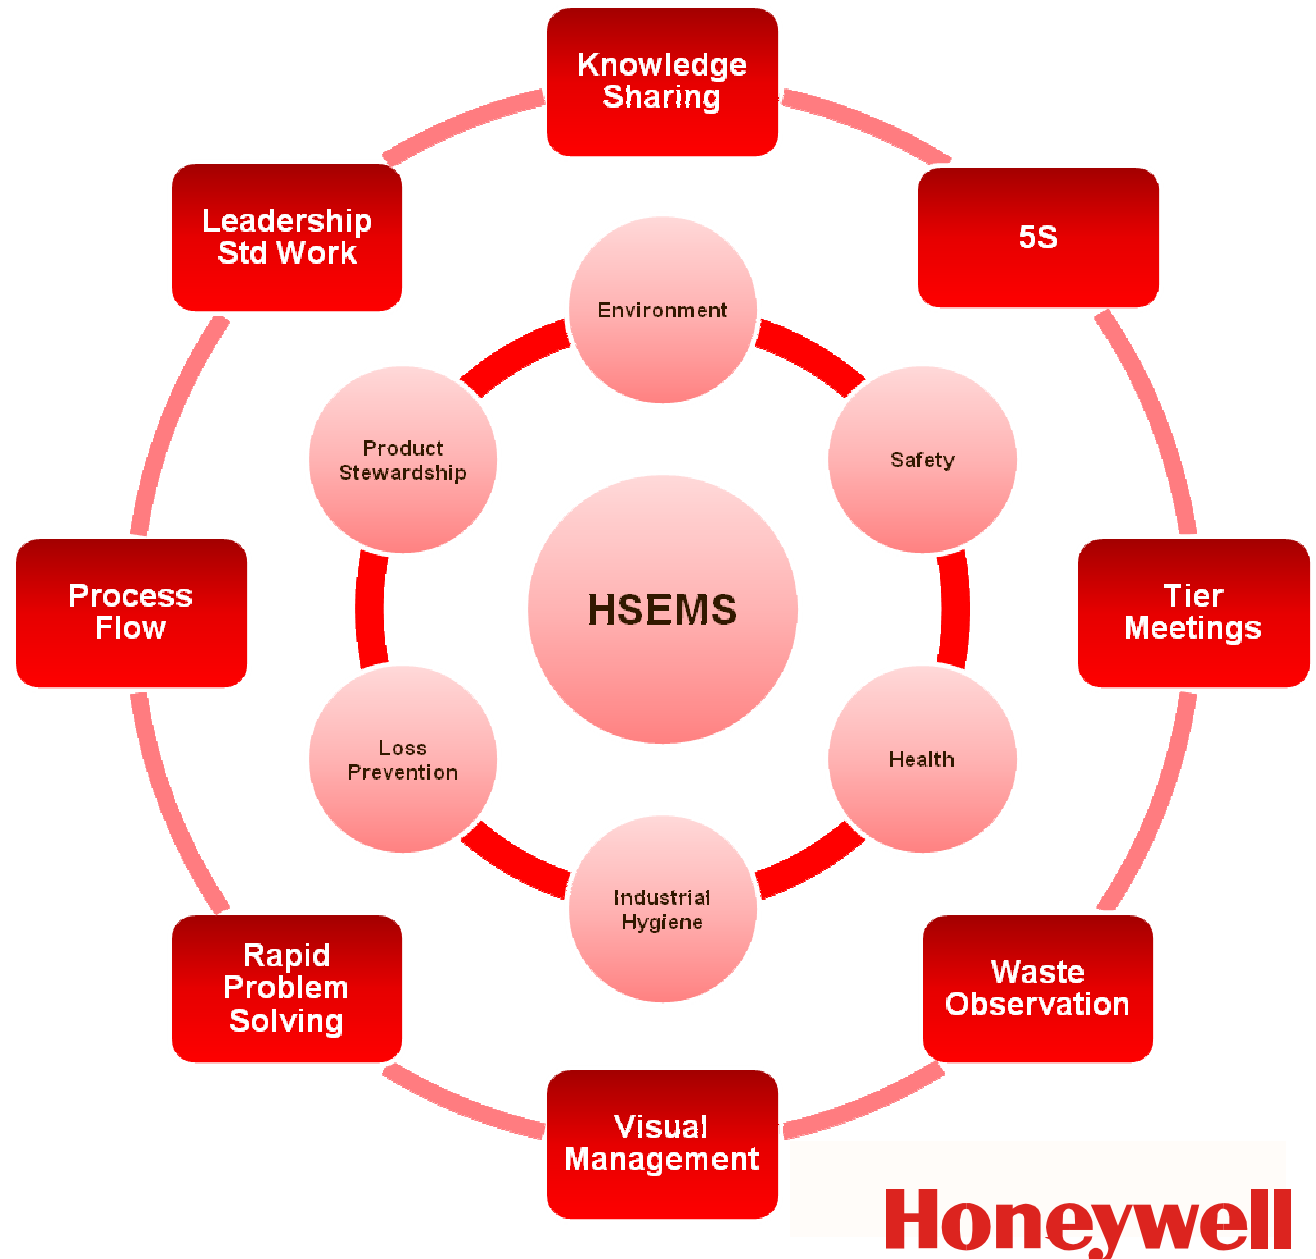 Knowledge
Sharing
Leadership
Std Work
5S
Environment
Product
Stewardship
Safety
HSEMS
Process
Flow
Tier
Meetings
Loss
Prevention
Health
Industrial
Hygiene
Rapid
Problem
Solving
Waste
Observation
Visual
Management
Honeywell